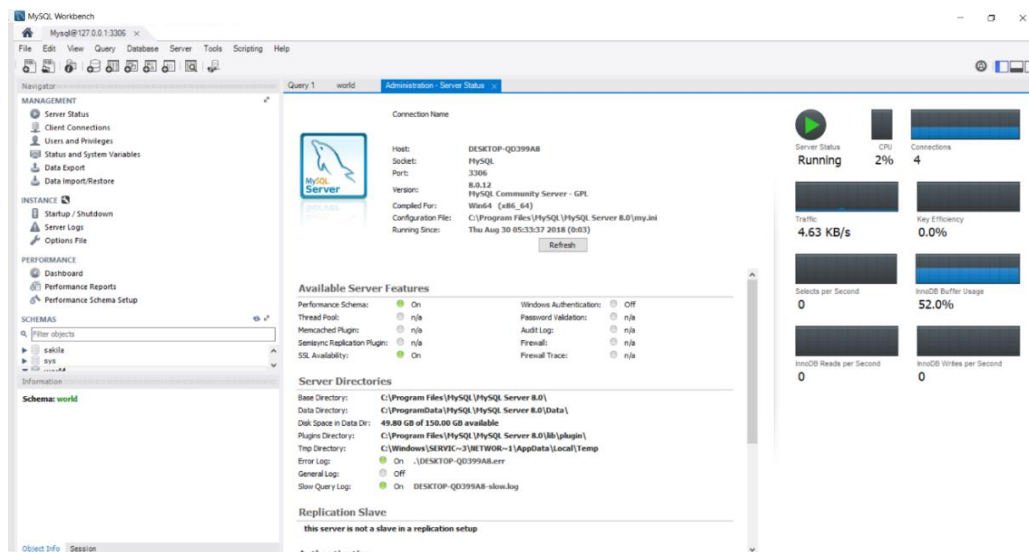 MySQL Workbench
Mysql@127.0.0.1:3306
File Edit View Query Database Server Tools Scripting Help
Navigator
MANAGEMENT
Server Status
Client Connections
Users and Privileges
Status and System Variables
Data Export
Data Import/Restore
INSTANCE
Startup / Shutdown
Server Logs
Options File
PERFORMANCE
Dashboard
Performance Reports
Performance Schema Setup
SCHEMAS
Filter objects
sakila
sys
world
Information
Schema: world
Object Info Session
Query 1 world Administration - Server Status
Connection Name
MySQL
Server
Host: DESKTOP-QD399A8
Socket: MySQL
Port: 3306
Version: 8.0.12
MySQL Community Server - GPL
Compiled For: Win64 (x86_64)
Configuration File: C:\Program Files\MySQL\MySQL Server 8.0\my.ini
Running Since: Thu Aug 30 05:33:37 2018 (0:03)
Refresh
Available Server Features
Performance Schema: On Windows Authentication: Off
Thread Pool: n/a Password Validation: n/a
Memcached Plugin: n/a Audit Log: n/a
Semisync Replication Plugin: n/a Firewall: n/a
SSL Availability: On Firewall Trace: n/a
Server Directories
Base Directory: C:\Program Files\MySQL\MySQL Server 8.0\
Data Directory: C:\ProgramData\MySQL\MySQL Server 8.0\Data\
Disk Space in Data Dir: 49.80 GB of 150.00 GB available
Plugins Directory: C:\Program Files\MySQL\MySQL Server 8.0\lib\plugin\
Tmp Directory: C:\Windows\SERVIC~3\NETWOR~1\AppData\Local\Temp
Error Log: On .\DESKTOP-QD399A8.err
General Log: Off
Slow Query Log: On DESKTOP-QD399A8-slow.log
Replication Slave
this server is not a slave in a replication setup
Server Status CPU Connections
Running 2% 4
Traffic Key Efficiency
4.63 KB/s 0.0%
Selects per Second InnoDB Buffer Usage
0 52.0%
InnoDB Reads per Second InnoDB Writes per Second
0 0